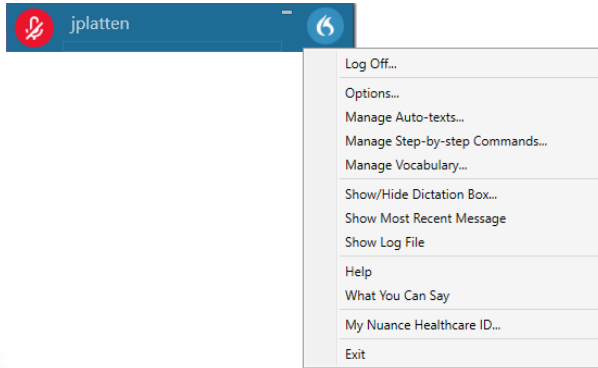 jplatten
Log Off...
Options...
Manage Auto-texts...
Manage Step-by-step Commands...
Manage Vocabulary...
Show/Hide Dictation Box...
Show Most Recent Message
Show Log File
Help
What You Can Say
My Nuance Healthcare ID...
Exit